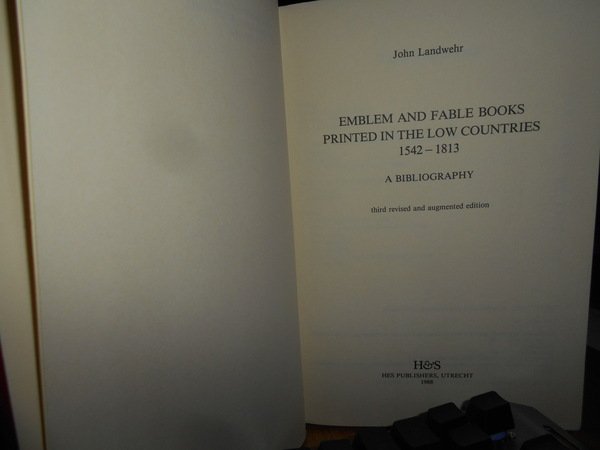 John Landwehr
EMBLEM AND FABLE BOOKS
PRINTED IN THE LOW COUNTRIES
1542 – 1813
A BIBLIOGRAPHY
third revised and augmented edition
H&S
HES PUBLISHERS, UTRECHT
1988